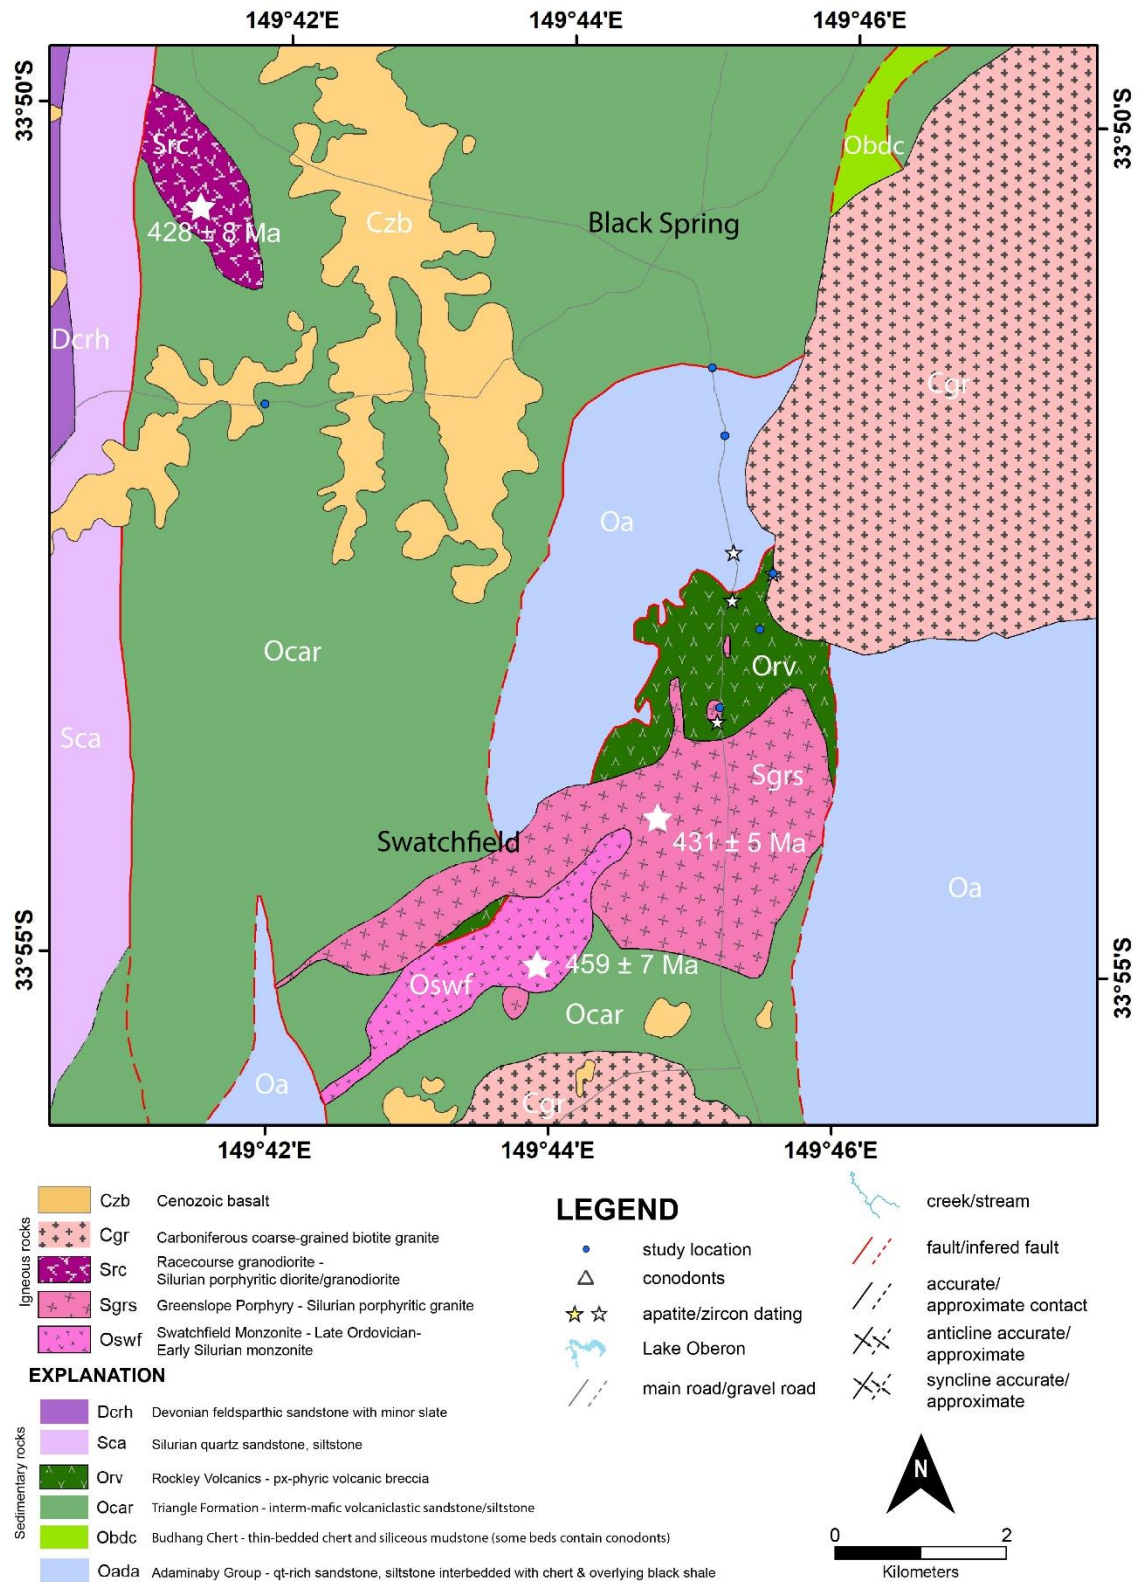 149°42'E
149°44'E
149°46'E
33°50'S
33°50'S
Src
428 ± 8 Ma
Czb
Black Spring
Obdc
Dcrh
Cgr
Oa
Ocar
Orv
Sca
Sgrs
Swatchfield
431 ± 5 Ma
Oa
33°55'S
33°55'S
459 ± 7 Ma
Oswf
Ocar
Oa
Cgr
149°42'E
149°44'E
149°46'E
Igneous rocks
Czb Cenozoic basalt
Cgr Carboniferous coarse-grained biotite granite
Src Racecourse granodiorite -
Silurian porphyritic diorite/granodiorite
Sgrs Greenslope Porphyry - Silurian porphyritic granite
Oswf Swatchfield Monzonite - Late Ordovician-
Early Silurian monzonite
EXPLANATION
Sedimentary rocks
Dcrh Devonian feldsparthic sandstone with minor slate
Sca Silurian quartz sandstone, siltstone
Orv Rockley Volcanics - px-phyric volcanic breccia
Ocar Triangle Formation - interm-mafic volcaniclastic sandstone/siltstone
Obdc Budhang Chert - thin-bedded chert and siliceous mudstone (some beds contain conodonts)
Oada Adaminaby Group - qt-rich sandstone, siltstone interbedded with chert & overlying black shale
LEGEND
study location
conodonts
apatite/zircon dating
Lake Oberon
main road/gravel road
creek/stream
fault/infered fault
accurate/
approximate contact
anticline accurate/
approximate
syncline accurate/
approximate
N
0 2
Kilometers